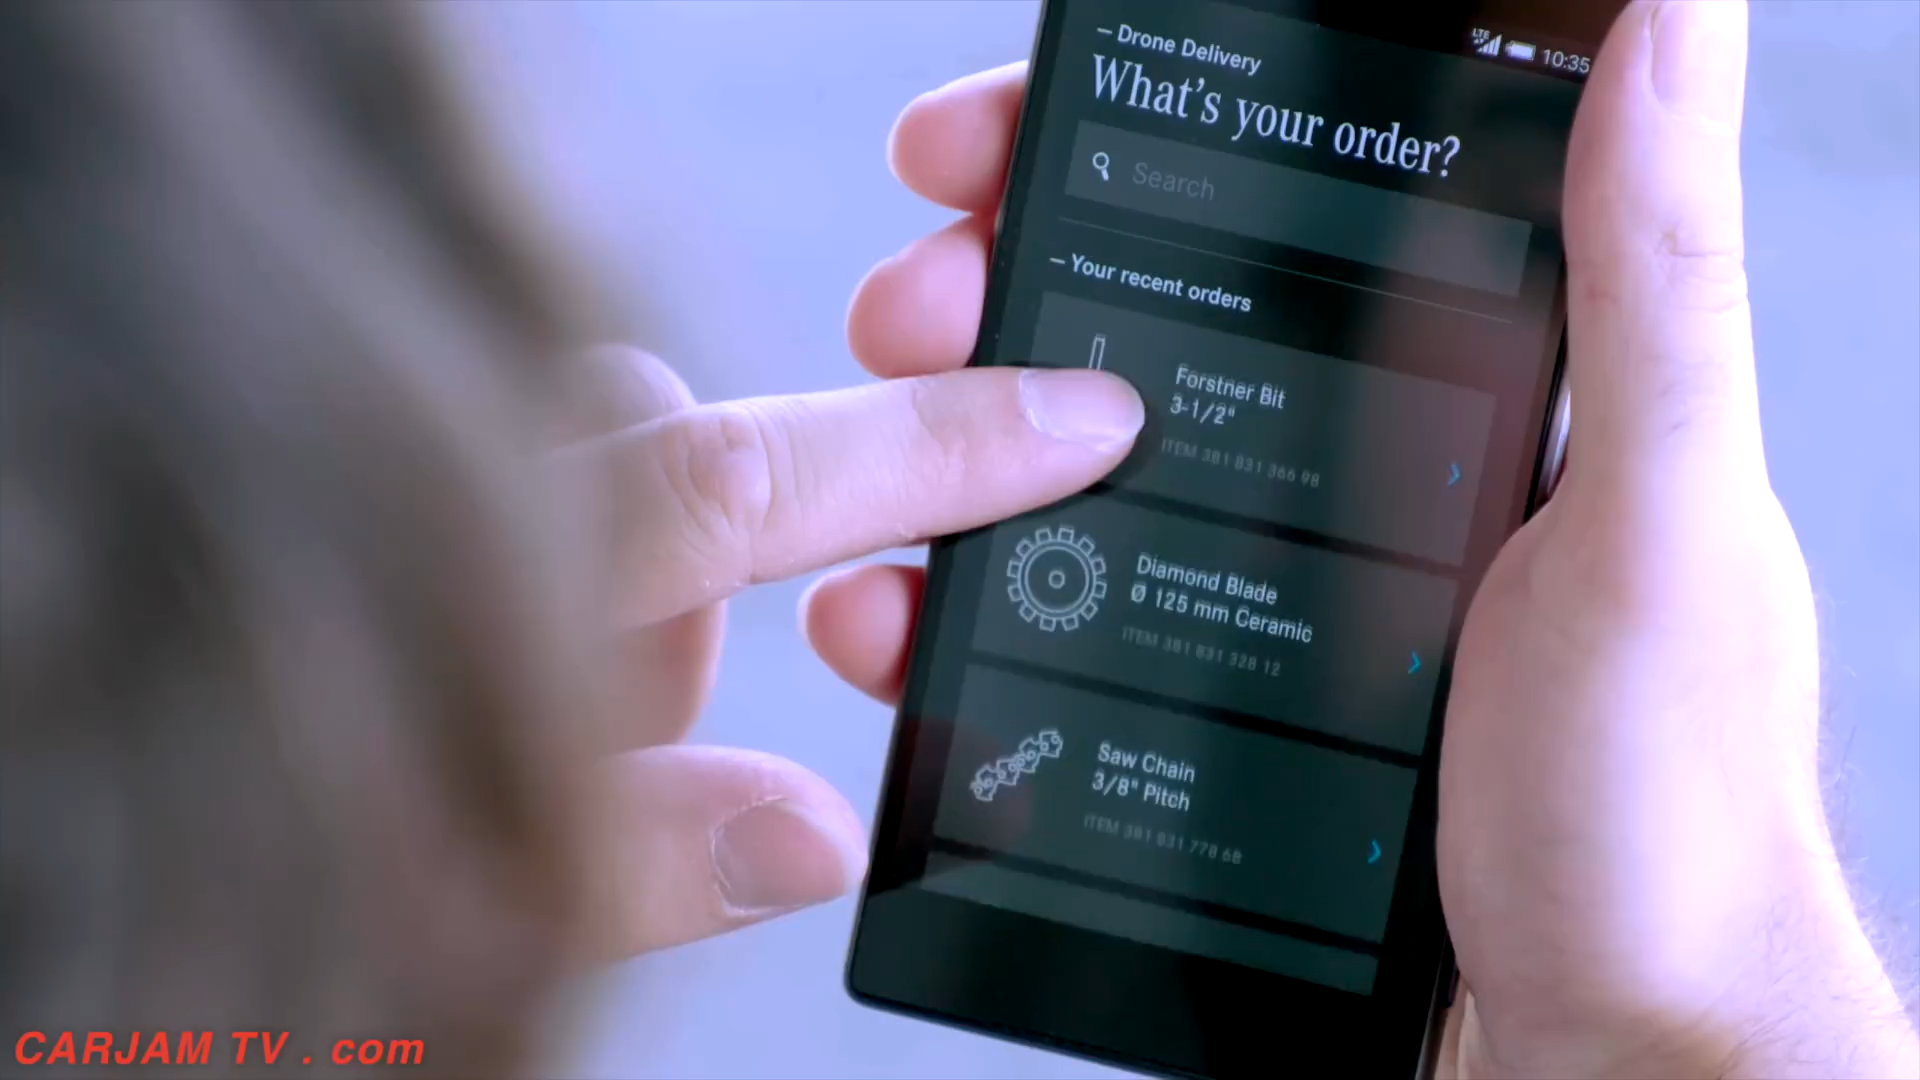 — Drone Delivery
LTE 10:35
What's your order?
Search
— Your recent orders
Forstner Bit
3-1/2"
ITEM 381 831 366 98
Diamond Blade
Ø 125 mm Ceramic
ITEM 381 831 328 12
Saw Chain
3/8" Pitch
ITEM 381 831 778 68
CARJAM TV . com